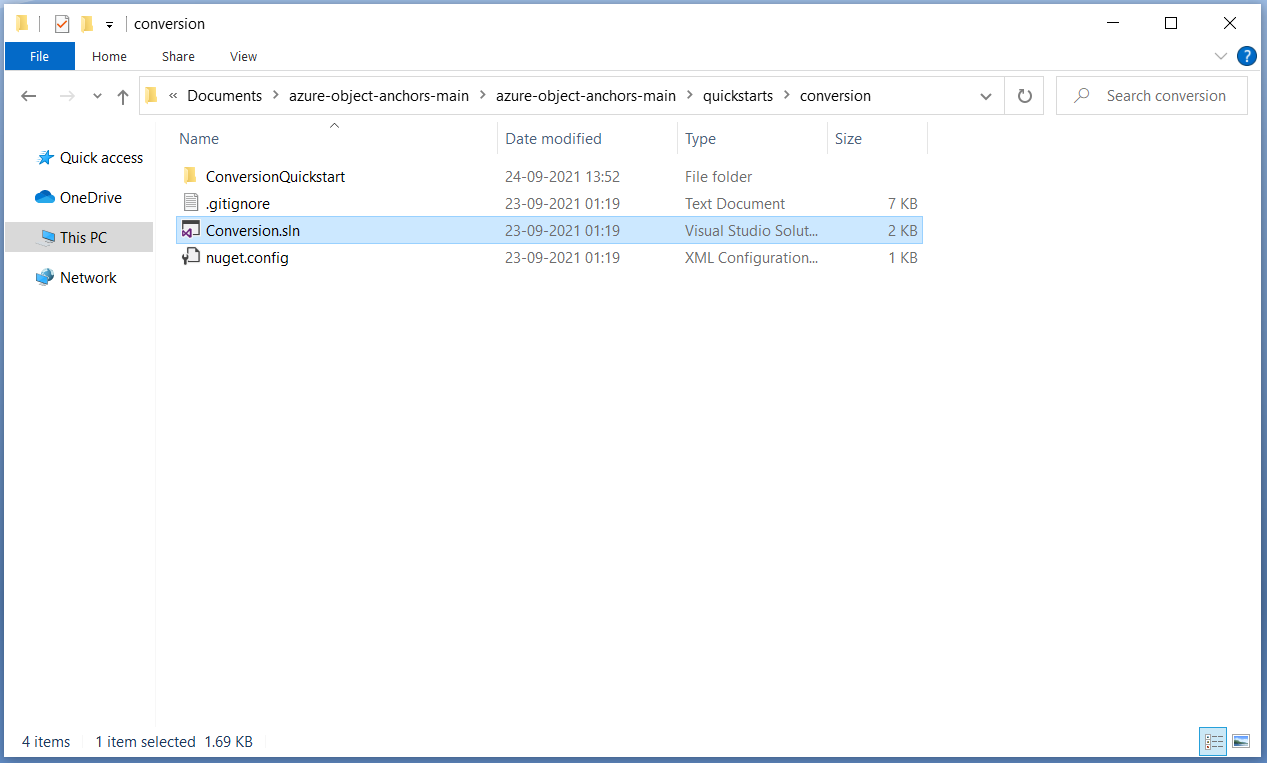 conversion
File Home Share View ?
« Documents > azure-object-anchors-main > azure-object-anchors-main > quickstarts > conversion Search conversion
Name Date modified Type Size
Quick access
OneDrive
This PC
Network
ConversionQuickstart 24-09-2021 13:52 File folder
.gitignore 23-09-2021 01:19 Text Document 7 KB
Conversion.sln 23-09-2021 01:19 Visual Studio Solut... 2 KB
nuget.config 23-09-2021 01:19 XML Configuration... 1 KB
4 items 1 item selected 1.69 KB